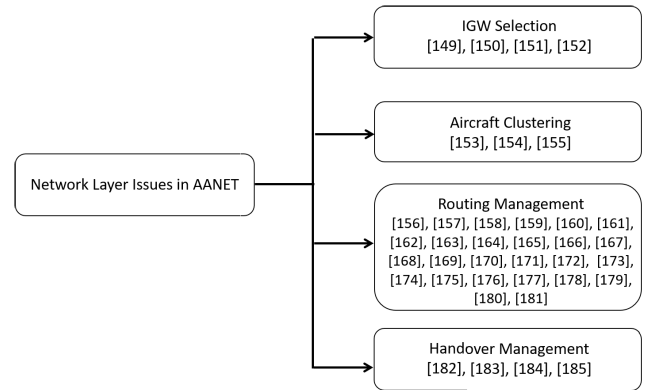 Network Layer Issues in AANET
IGW Selection
[149], [150], [151], [152]
Aircraft Clustering
[153], [154], [155]
Routing Management
[156], [157], [158], [159], [160], [161],
[162], [163], [164], [165], [166], [167],
[168], [169], [170], [171], [172], [173],
[174], [175], [176], [177], [178], [179],
[180], [181]
Handover Management
[182], [183], [184], [185]